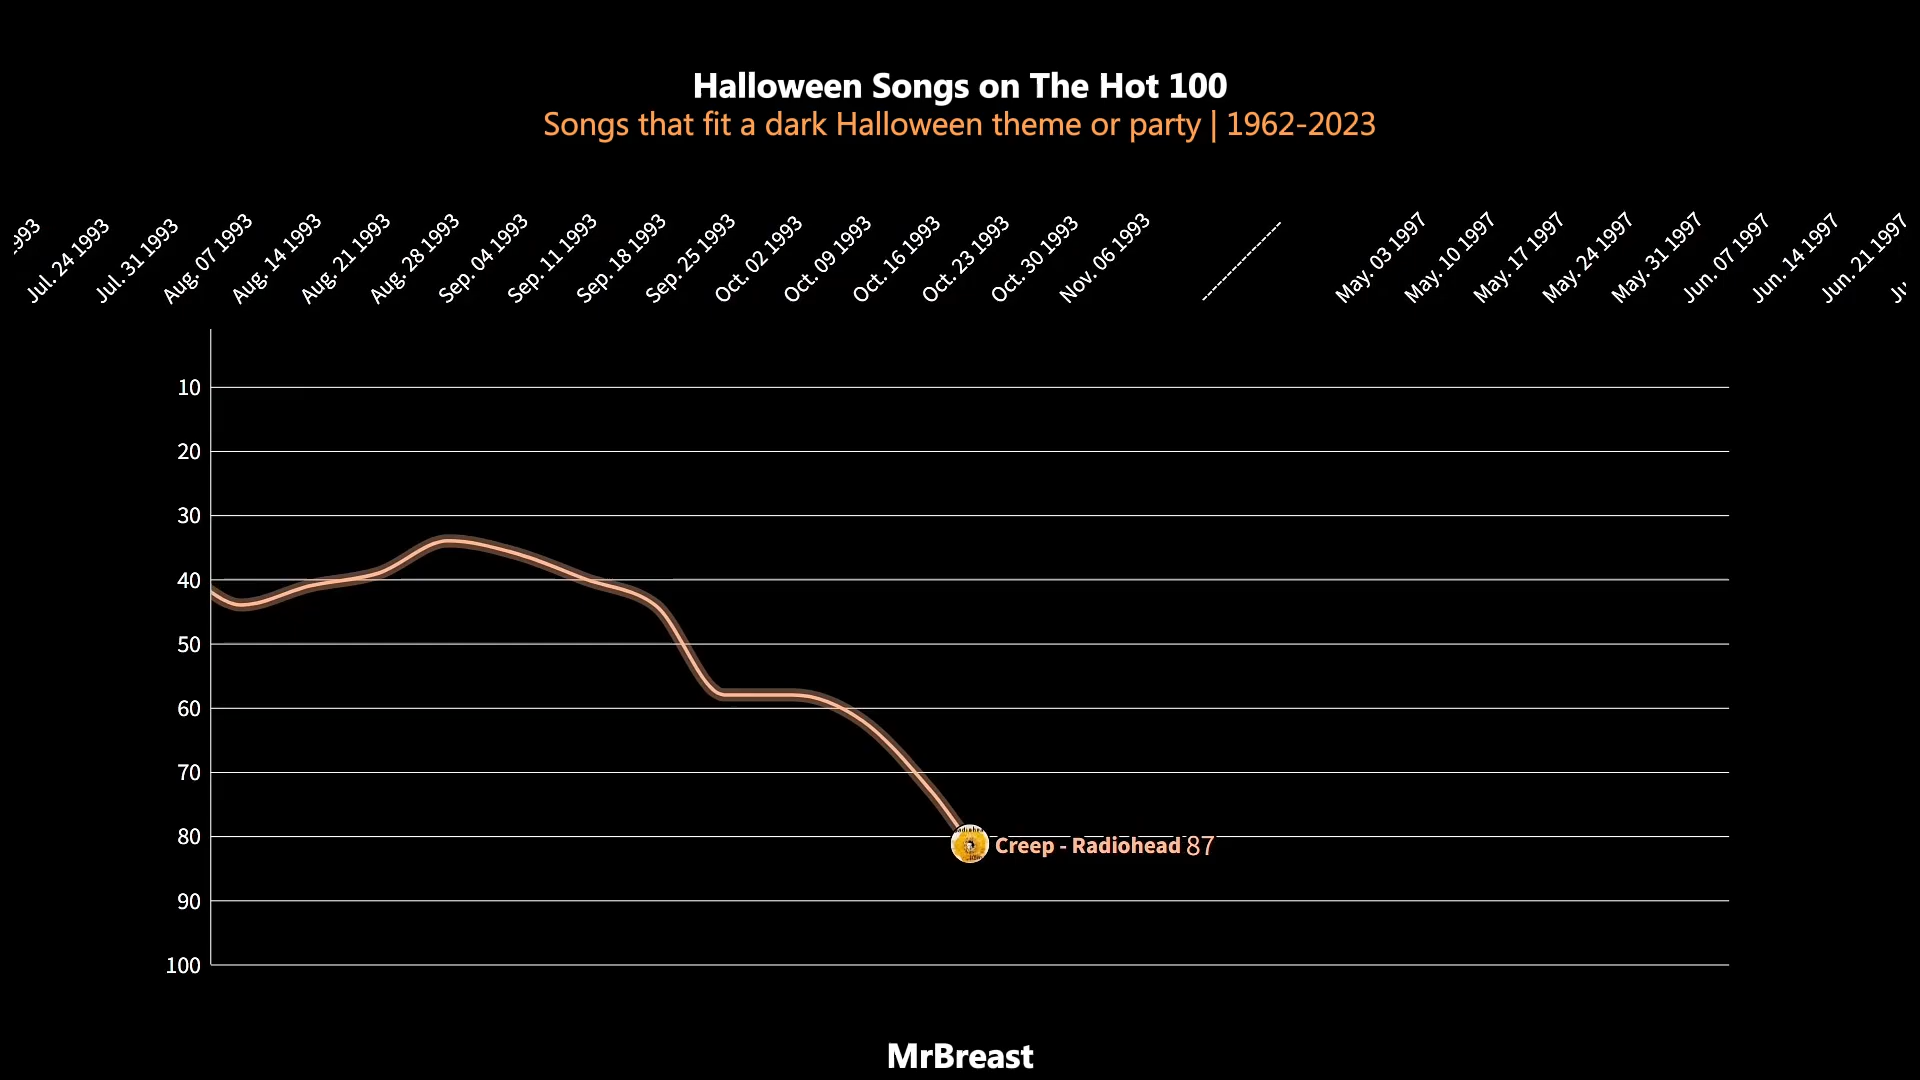 Halloween Songs on The Hot 100
Songs that fit a dark Halloween theme or party | 1962-2023
Jul. 24 1993
Jul. 31 1993
Aug. 07 1993
Aug. 14 1993
Aug. 21 1993
Aug. 28 1993
Sep. 04 1993
Sep. 11 1993
Sep. 18 1993
Sep. 25 1993
Oct. 02 1993
Oct. 09 1993
Oct. 16 1993
Oct. 23 1993
Oct. 30 1993
Nov. 06 1993
----------------
May. 03 1997
May. 10 1997
May. 17 1997
May. 24 1997
May. 31 1997
Jun. 07 1997
Jun. 14 1997
Jun. 21 1997
10
20
30
40
50
60
70
80
Creep - Radiohead 87
90
100
MrBreast